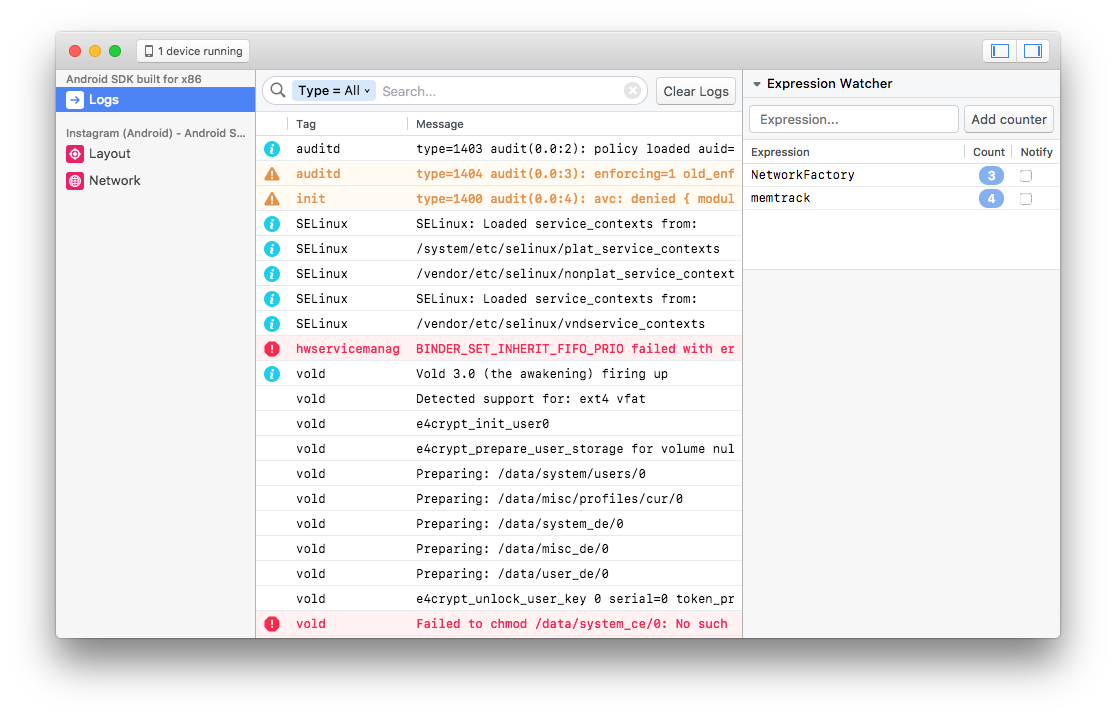 1 device running
Android SDK built for x86
Logs
Instagram (Android) - Android S...
Layout
Network
Type = All Search... Clear Logs
Tag Message
auditd type=1403 audit(0.0:2): policy loaded auid=
auditd type=1404 audit(0.0:3): enforcing=1 old_enf
init type=1400 audit(0.0:4): avc: denied { modul
SELinux SELinux: Loaded service_contexts from:
SELinux /system/etc/selinux/plat_service_contexts
SELinux /vendor/etc/selinux/nonplat_service_context
SELinux SELinux: Loaded service_contexts from:
SELinux /vendor/etc/selinux/vndservice_contexts
hwservicemanag BINDER_SET_INHERIT_FIFO_PRIO failed with er
vold Vold 3.0 (the awakening) firing up
vold Detected support for: ext4 vfat
vold e4crypt_init_user0
vold e4crypt_prepare_user_storage for volume nul
vold Preparing: /data/system/users/0
vold Preparing: /data/misc/profiles/cur/0
vold Preparing: /data/system_de/0
vold Preparing: /data/misc_de/0
vold Preparing: /data/user_de/0
vold e4crypt_unlock_user_key 0 serial=0 token_pr
vold Failed to chmod /data/system_ce/0: No such
Expression Watcher
Expression... Add counter
Expression Count Notify
NetworkFactory 3
memtrack 4